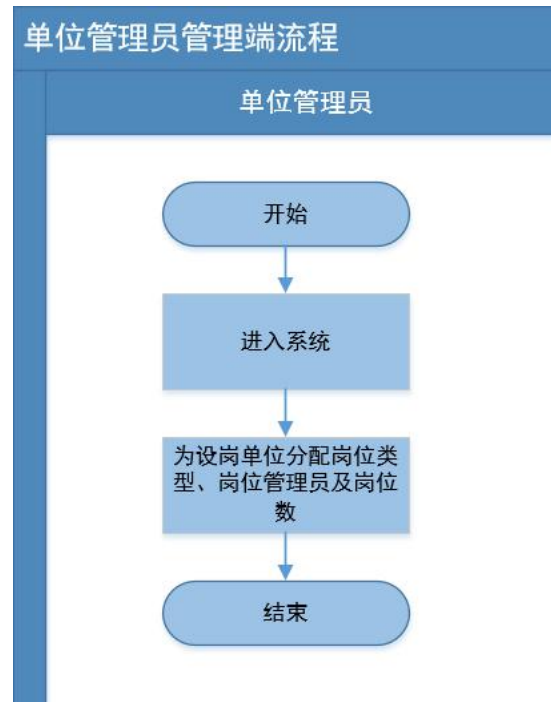 单位管理员管理端流程
单位管理员
开始
进入系统
为设岗单位分配岗位类
型、岗位管理员及岗位
数
结束